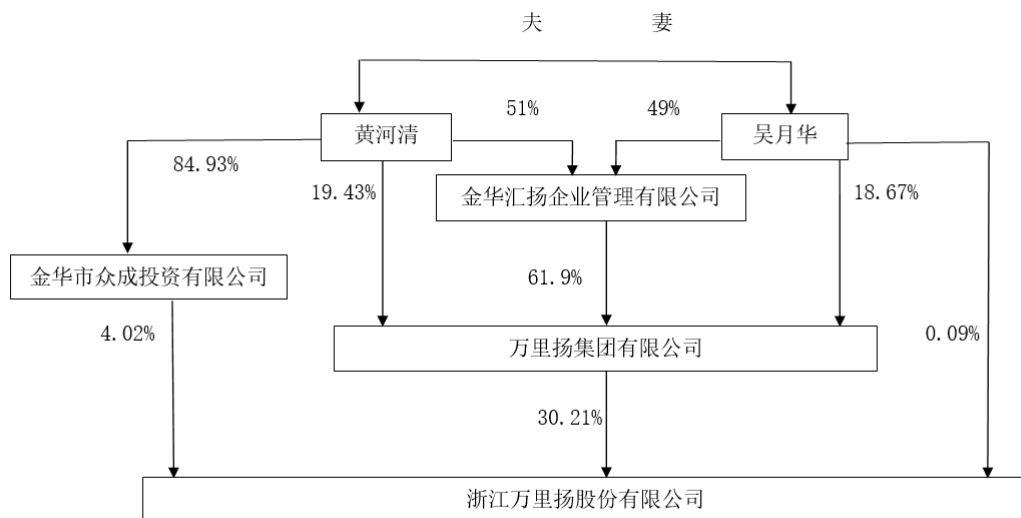 夫 妻
51% 49%
黄河清 吴月华
84.93%
19.43% 18.67%
金华汇扬企业管理有限公司
金华市众成投资有限公司
61.9%
4.02% 0.09%
万里扬集团有限公司
30.21%
浙江万里扬股份有限公司